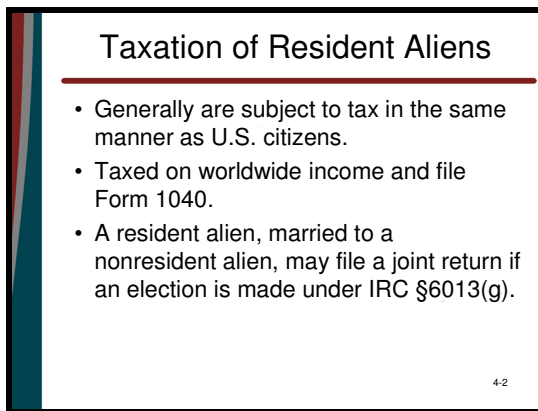 Taxation of Resident Aliens
• Generally are subject to tax in the same
manner as U.S. citizens.
• Taxed on worldwide income and file
Form 1040.
• A resident alien, married to a
nonresident alien, may file a joint return if
an election is made under IRC §6013(g).
4-2